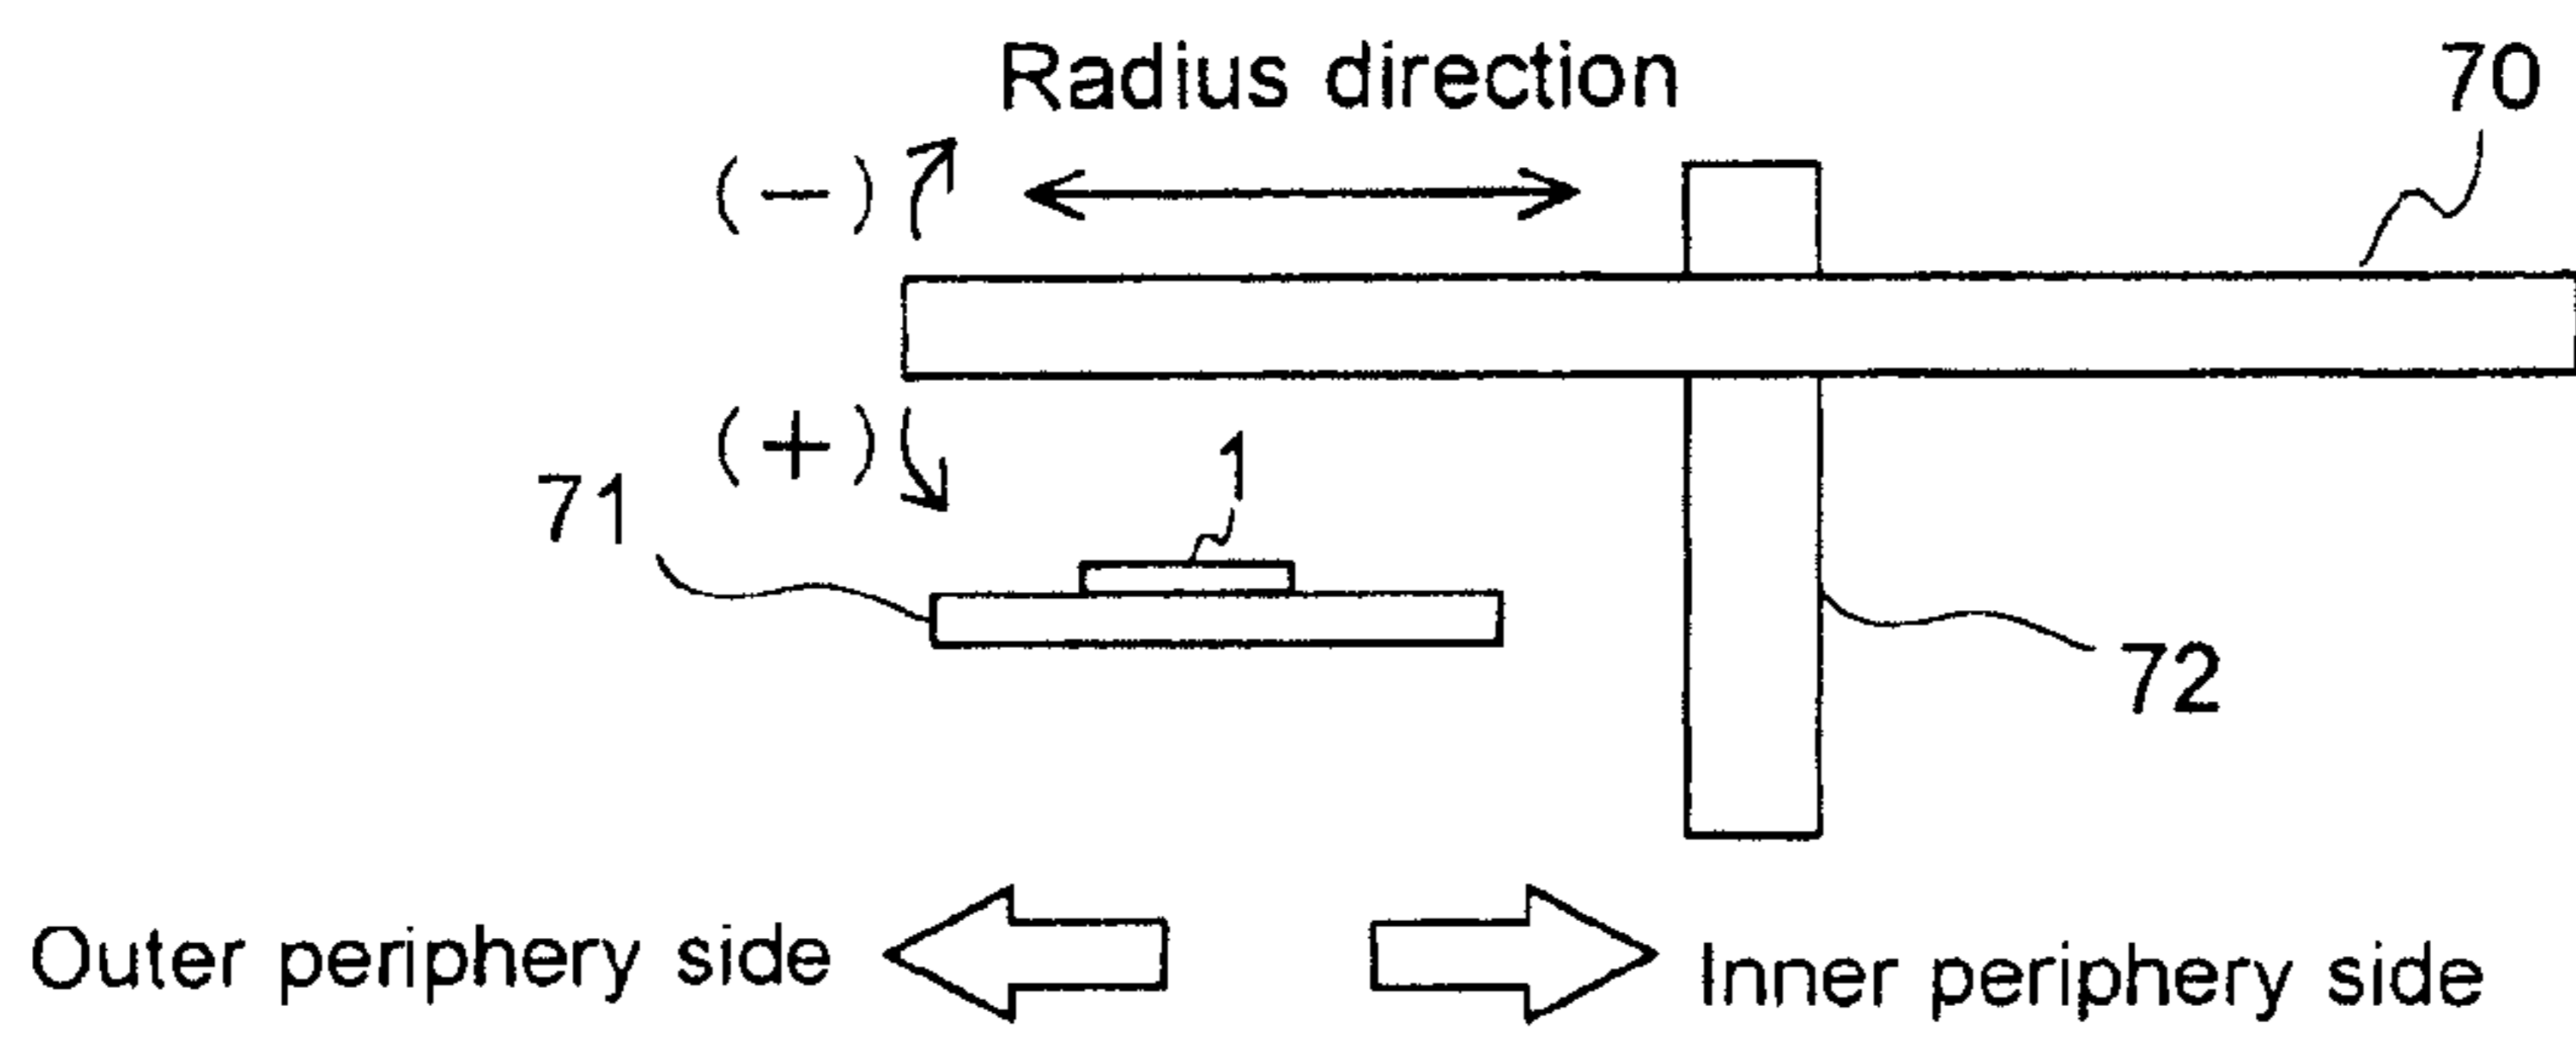 Radius direction
70
(−)
(+)
1
71
72
Outer periphery side
Inner periphery side